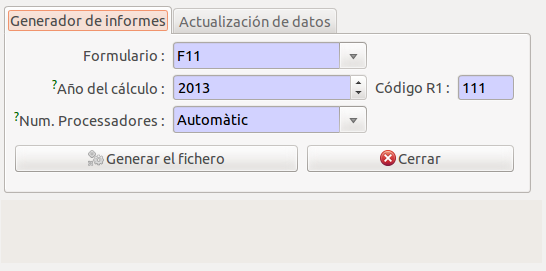 Generador de informes Actualización de datos
Formulario : F11
?Año del cálculo : 2013 Código R1 : 111
?Num. Processadores : Automàtic
Generar el fichero Cerrar